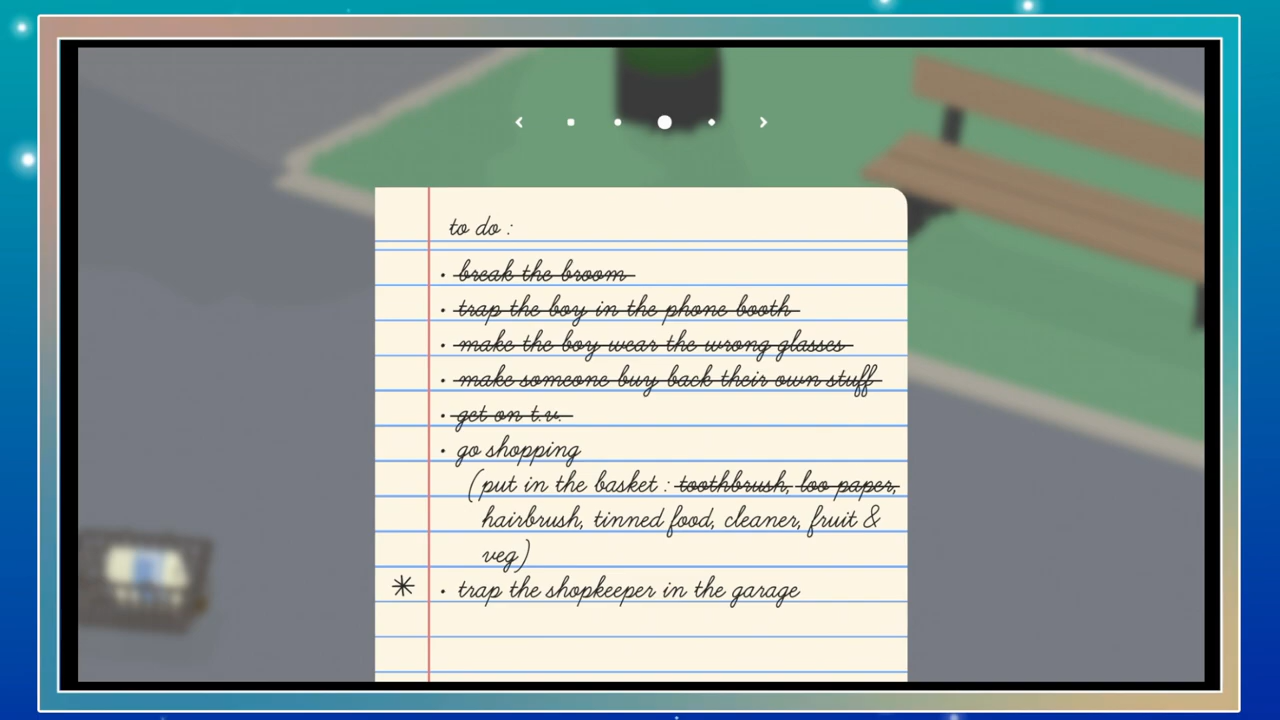 to do :
• break the broom
• trap the boy in the phone booth
• make the boy wear the wrong glasses
• make someone buy back their own stuff
• get on t.v.
• go shopping
(put in the basket : toothbrush, loo paper,
hairbrush, tinned food, cleaner, fruit &
veg)
• trap the shopkeeper in the garage